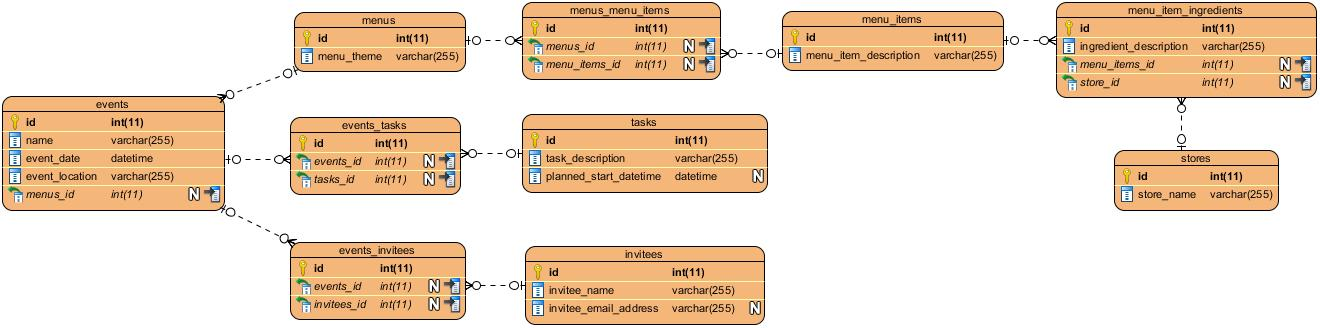 menus
id int(11)
menu_theme varchar(255)
menus_menu_items
id int(11)
menus_id int(11) N
menu_items_id int(11) N
menu_items
id int(11)
menu_item_description varchar(255)
menu_item_ingredients
id int(11)
ingredient_description varchar(255)
menu_items_id int(11) N
store_id int(11) N
events
id int(11)
name varchar(255)
event_date datetime
event_location varchar(255)
menus_id int(11) N
events_tasks
id int(11)
events_id int(11) N
tasks_id int(11) N
tasks
id int(11)
task_description varchar(255)
planned_start_datetime datetime N
stores
id int(11)
store_name varchar(255)
events_invitees
id int(11)
events_id int(11) N
invitees_id int(11) N
invitees
id int(11)
invitee_name varchar(255)
invitee_email_address varchar(255) N